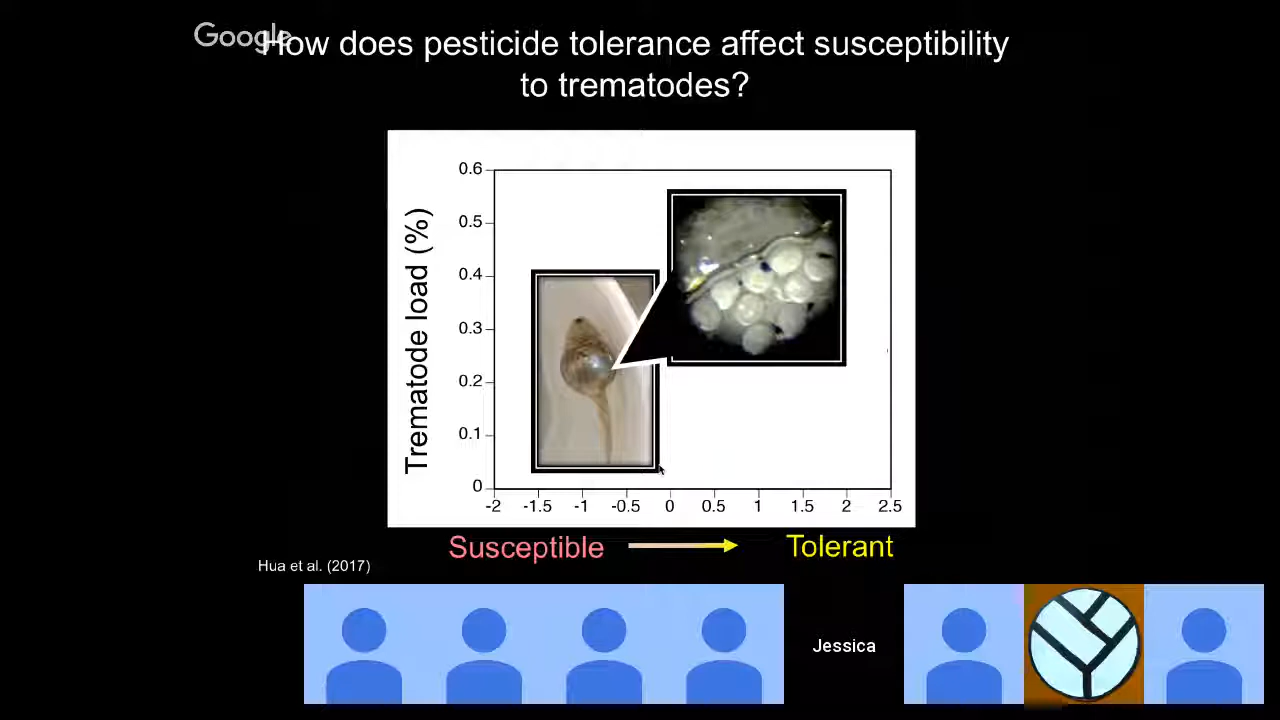 Google
How does pesticide tolerance affect susceptibility
to trematodes?
Trematode load (%)
0.6
0.5
0.4
0.3
0.2
0.1
0
-2 -1.5 -1 -0.5 0 0.5 1 1.5 2 2.5
Susceptible Tolerant
Hua et al. (2017)
Jessica